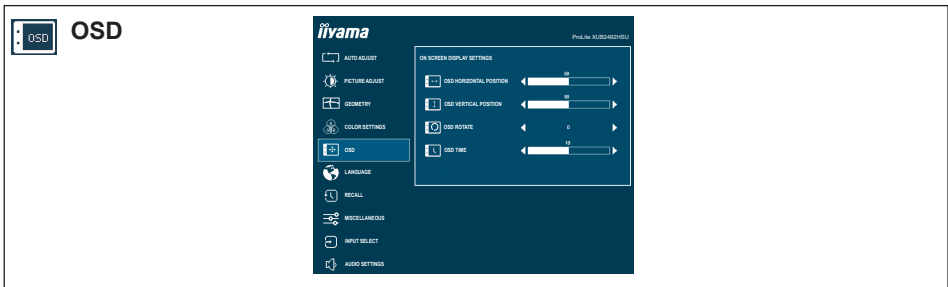 OSD
OSD
iiyama
ProLite XUB2492HSU
AUTO ADJUST
PICTURE ADJUST
GEOMETRY
COLOR SETTINGS
OSD
LANGUAGE
RECALL
MISCELLANEOUS
INPUT SELECT
AUDIO SETTINGS
ON SCREEN DISPLAY SETTINGS
OSD HORIZONTAL POSITION
50
OSD VERTICAL POSITION
50
OSD ROTATE
0
OSD TIME
10